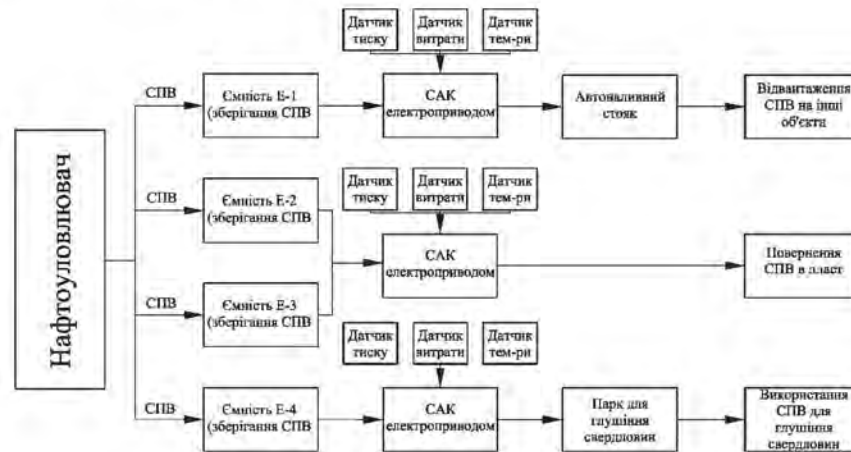 Датчик
тиску
Датчик
витрати
Датчик
тем-ри
Нафтоуловлювач
СПВ
Ємність Е-1
(зберігання СПВ
САК
електроприводом
Автоналивний
стояк
Відвантаження
СПВ на інші
об'єкти
Датчик
тиску
Датчик
витрати
Датчик
тем-ри
СПВ
Ємність Е-2
(зберігання СПВ
САК
електроприводом
Повернення
СПВ в пласт
СПВ
Ємність Е-3
(зберігання СПВ
Датчик
тиску
Датчик
витрати
Датчик
тем-ри
СПВ
Ємність Е-4
(зберігання СПВ
САК
електроприводом
Парк для
глушіння
свердловин
Використання
СПВ для
глушіння
свердловин